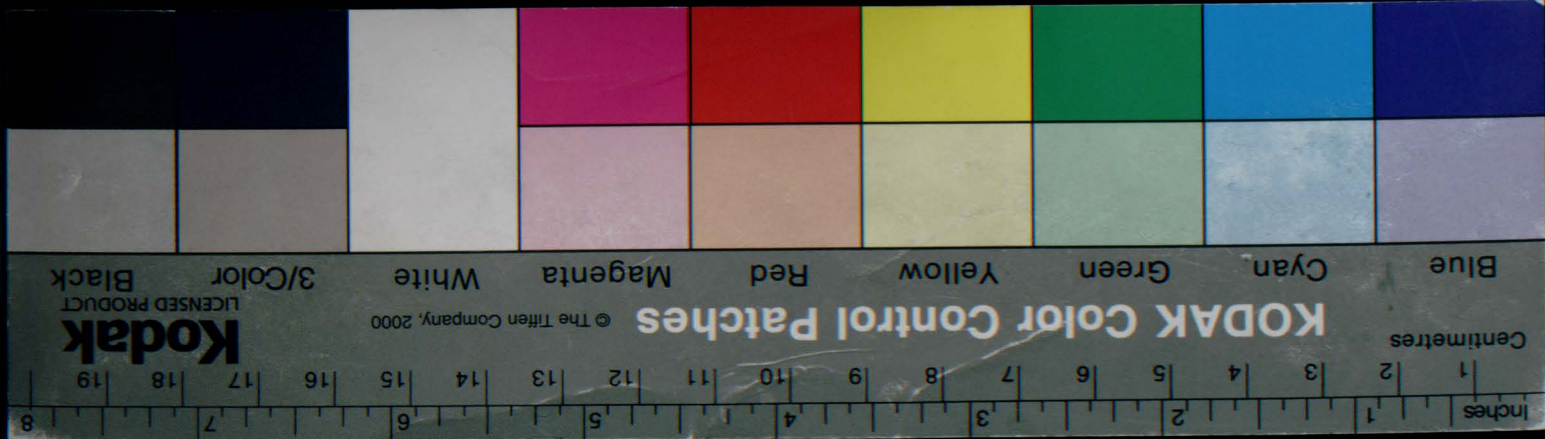 Inches 1 2 3 4 5 6 7 8
Centimetres 1 2 3 4 5 6 7 8 9 10 11 12 13 14 15 16 17 18 19
KODAK Color Control Patches © The Tiffen Company, 2000 Kodak
LICENSED PRODUCT
Blue Cyan Green Yellow Red Magenta White 3/Color Black